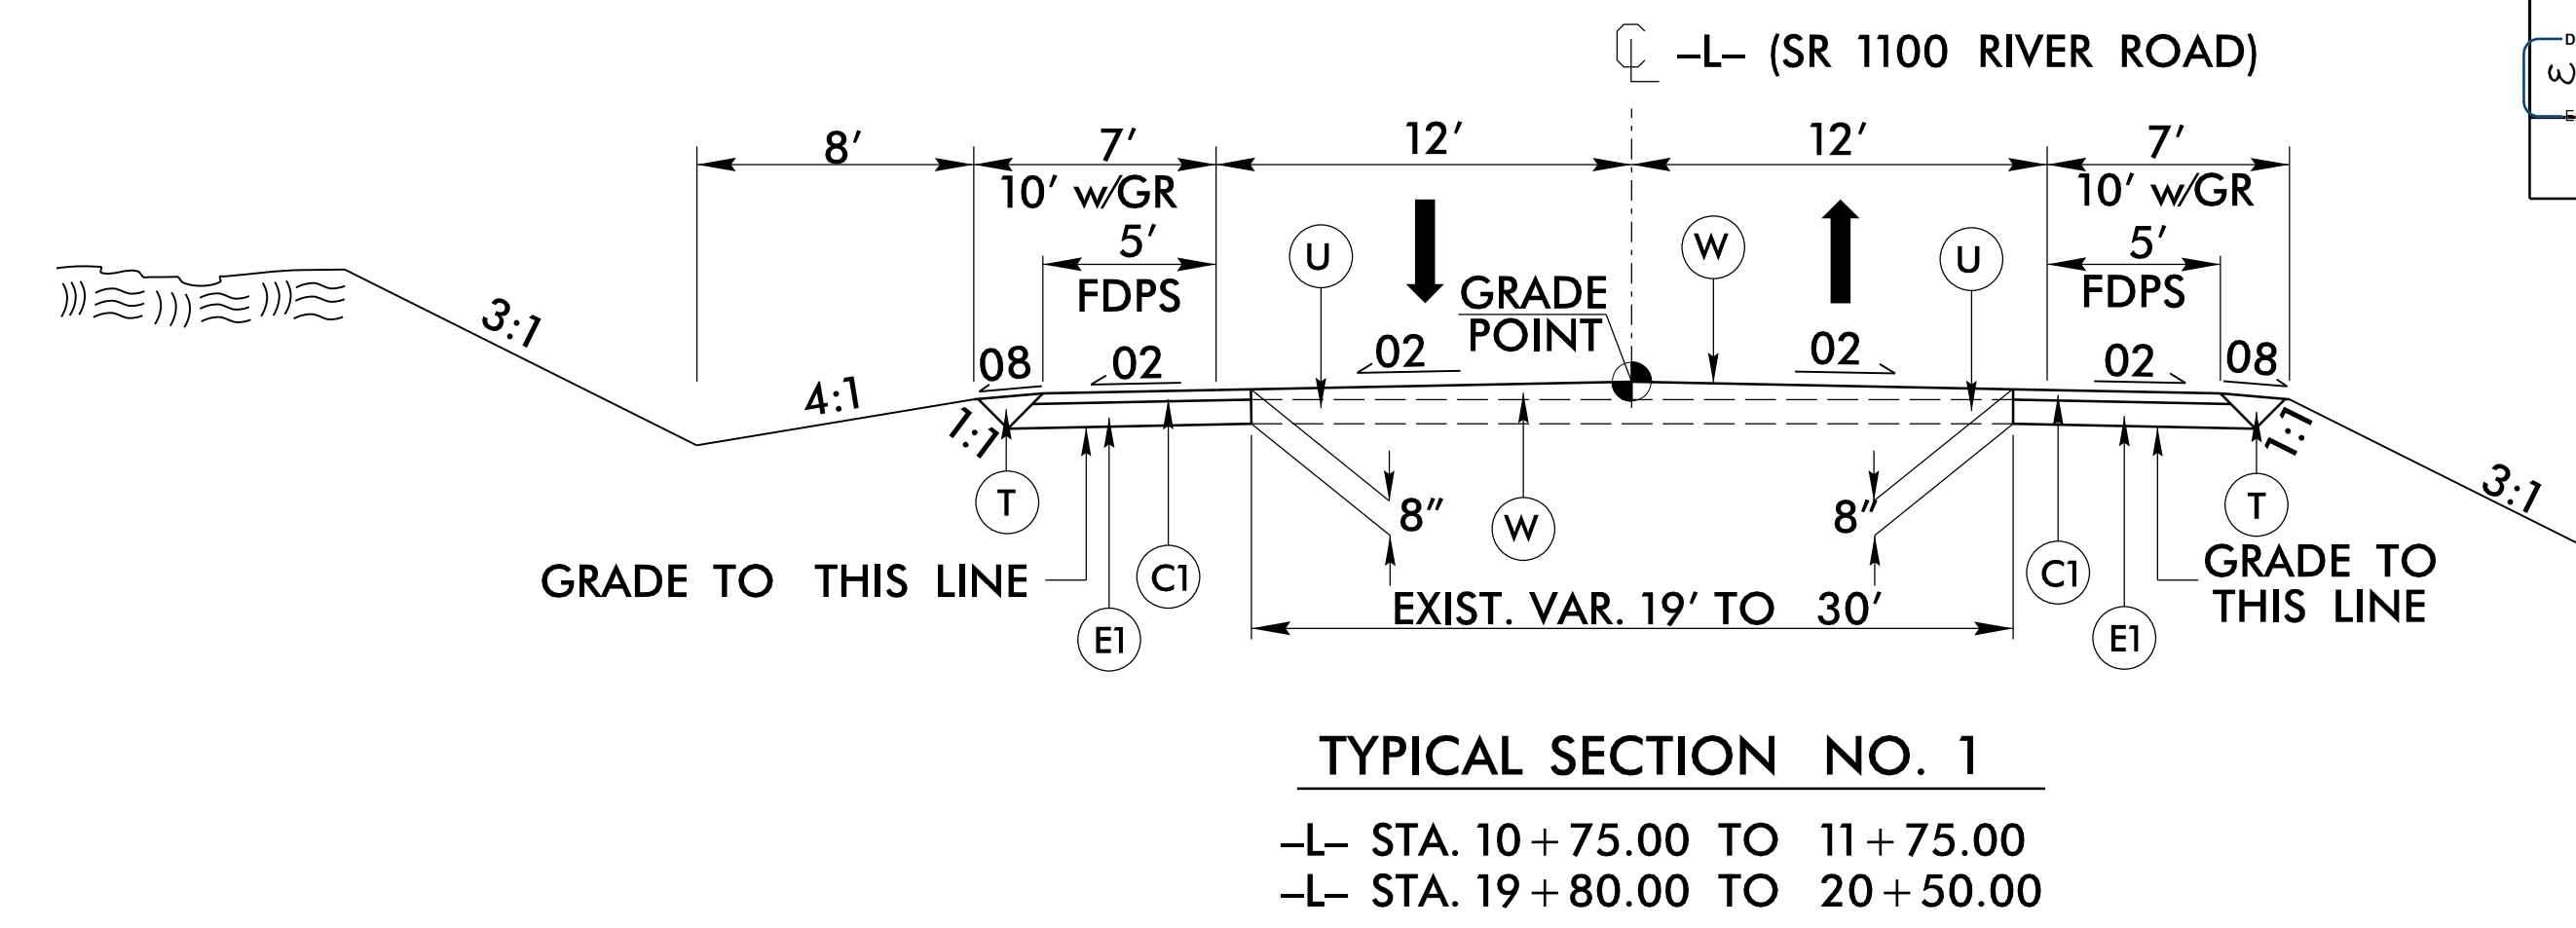 ℄ –L– (SR 1100 RIVER ROAD)
D
3
E
8' 7' 12' 12' 7'
10' w/GR 10' w/GR
5' 5'
FDPS FDPS
U W U
GRADE
POINT
3:1 4:1 08 02 02 02 02 08
1:1 1:1 3:1
T 8" W 8" T
GRADE TO THIS LINE C1 C1 GRADE TO
THIS LINE
E1 EXIST. VAR. 19' TO 30' E1
TYPICAL SECTION NO. 1
–L– STA. 10+75.00 TO 11+75.00
–L– STA. 19+80.00 TO 20+50.00